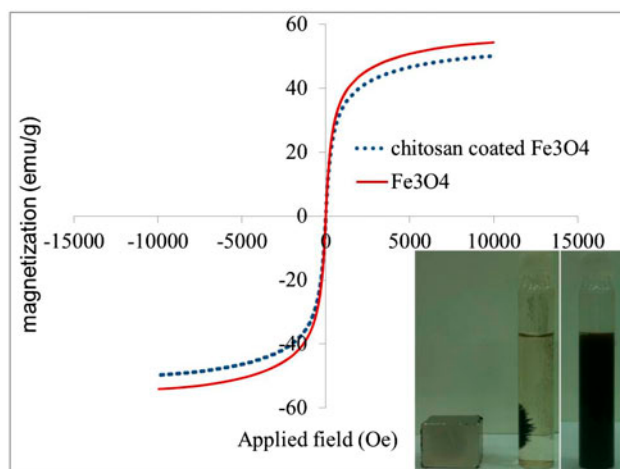 60
40
20
0
-20
-40
-60
-15000 -10000 -5000 0 5000 10000 15000
magnetization (emu/g)
Applied field (Oe)
chitosan coated Fe3O4
Fe3O4